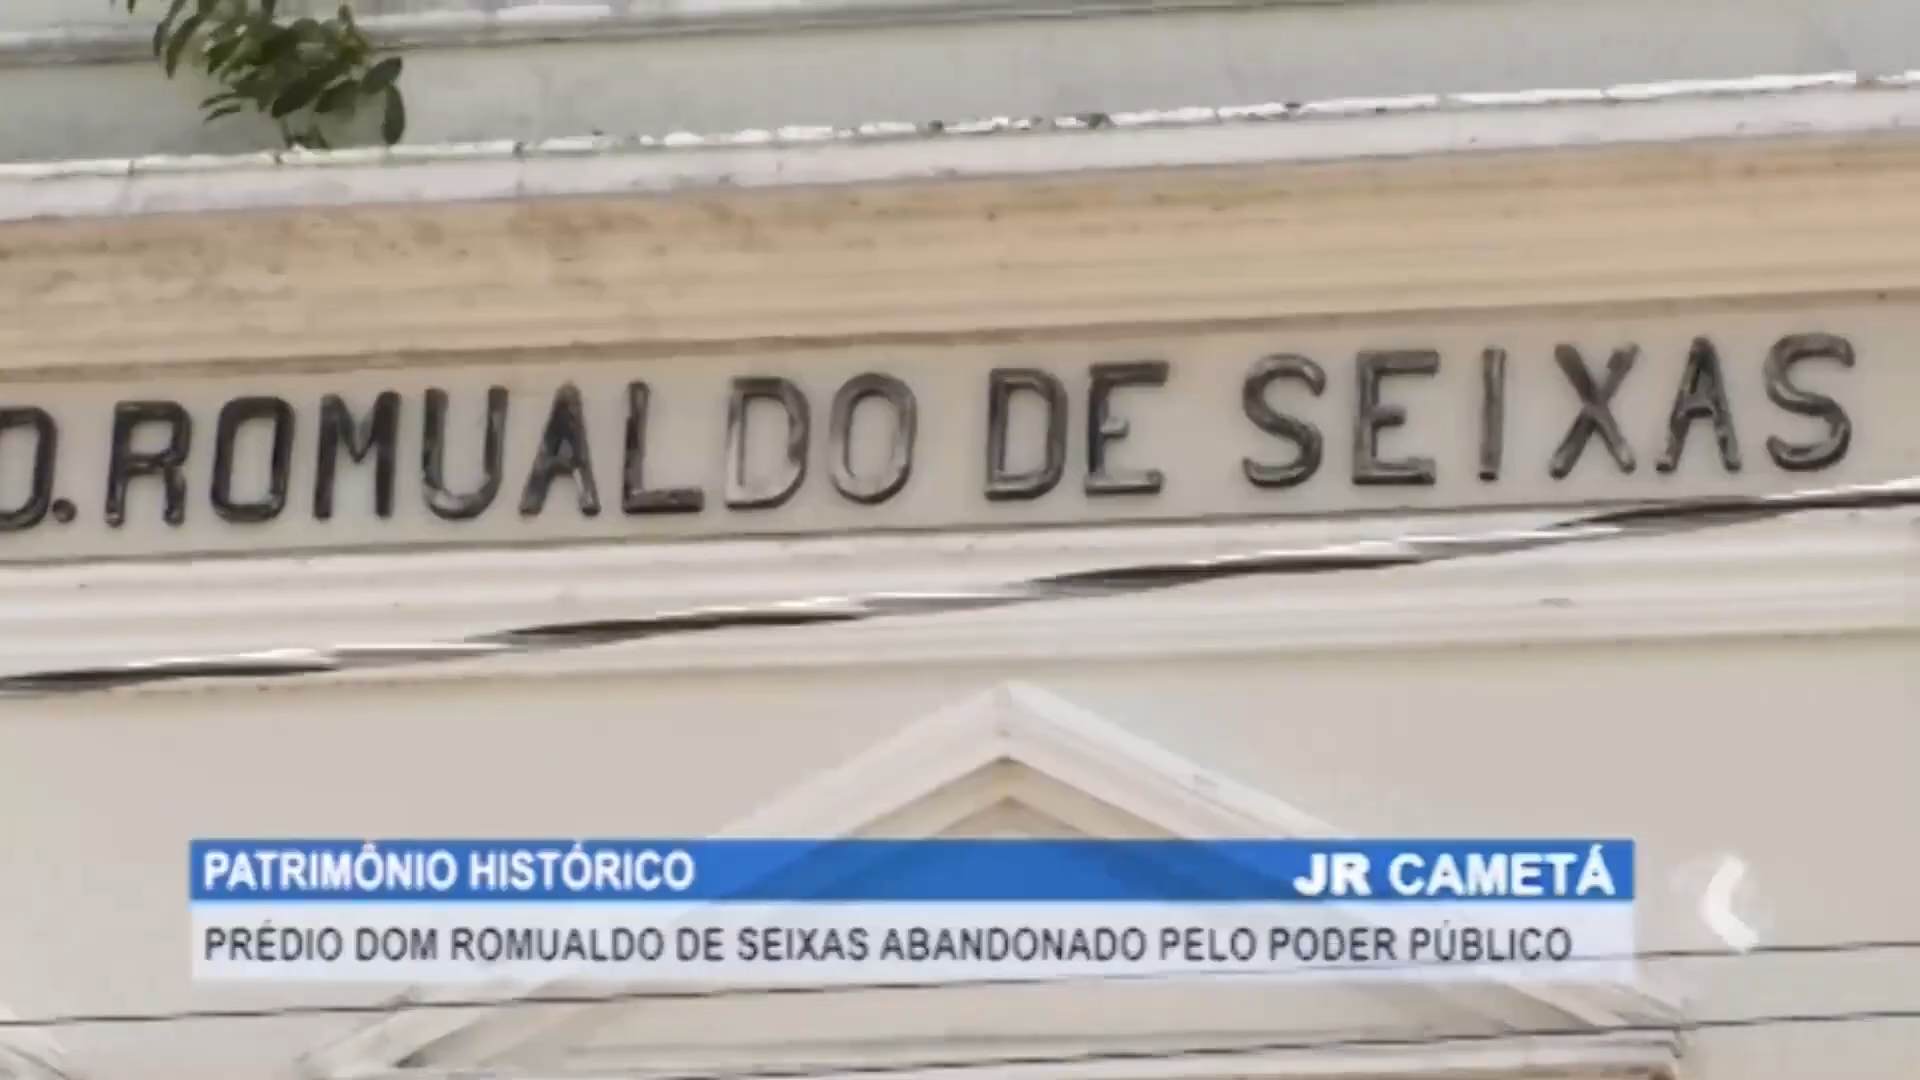 D. ROMUALDO DE SEIXAS
PATRIMÔNIO HISTÓRICO
JR CAMETÁ
PRÉDIO DOM ROMUALDO DE SEIXAS ABANDONADO PELO PODER PÚBLICO